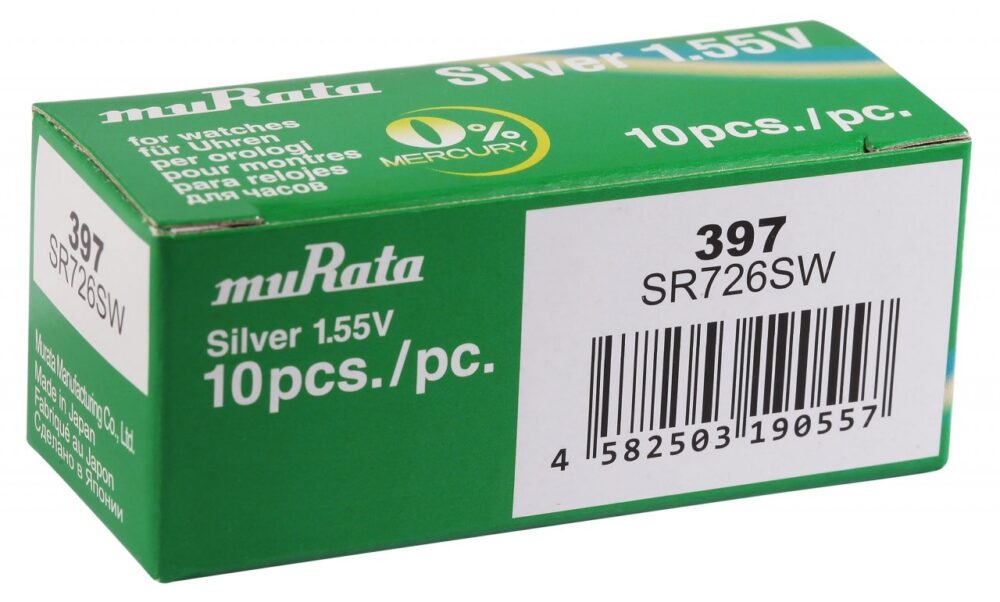 muRata
Silver 1.55V
for watches
für Uhren
per orologi
pour montres
para relojes
для часов
0%
MERCURY
10pcs./pc.
397
SR726SW
Murata Manufacturing Co., Ltd.
Made in Japan
Fabriqué au Japon
Сделано в Японии
muRata
Silver 1.55V
10pcs./pc.
397
SR726SW
4 582503 190557